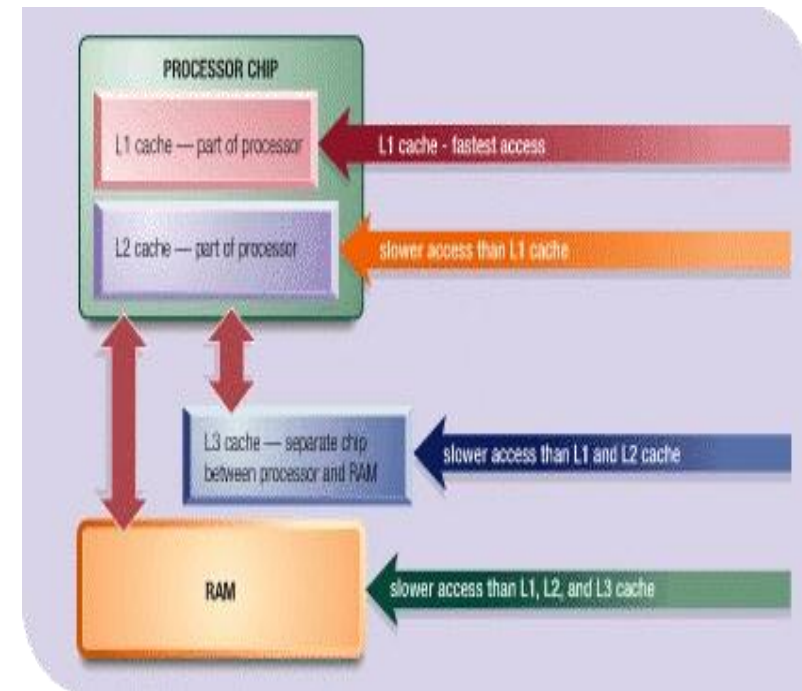 PROCESSOR CHIP
L1 cache — part of processor
L1 cache - fastest access
L2 cache — part of processor
slower access than L1 cache
L3 cache — separate chip
between processor and RAM
slower access than L1 and L2 cache
RAM
slower access than L1, L2, and L3 cache